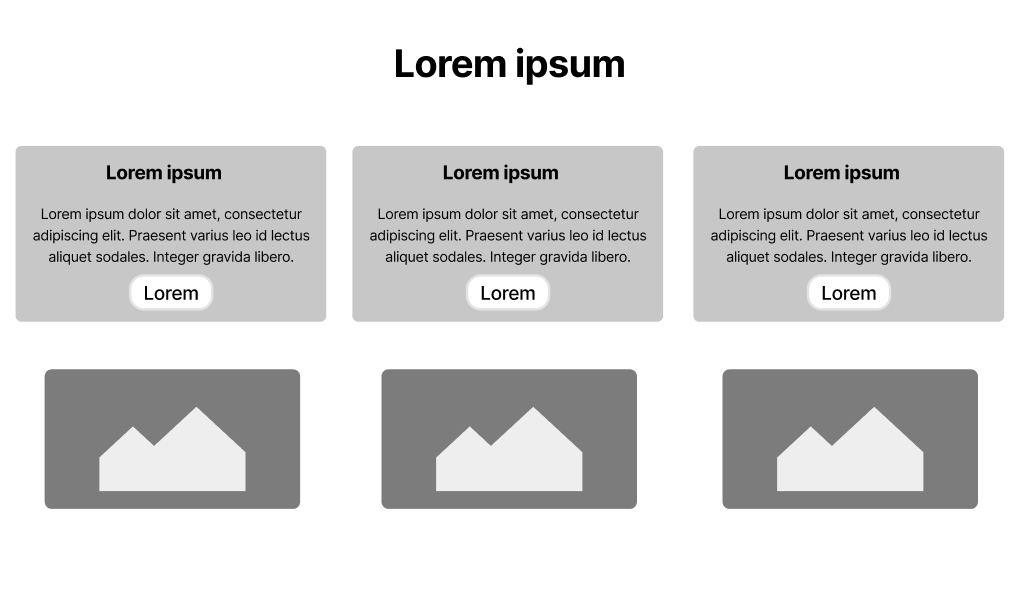 Lorem ipsum
Lorem ipsum
Lorem ipsum dolor sit amet, consectetur
adipiscing elit. Praesent varius leo id lectus
aliquet sodales. Integer gravida libero.
Lorem
Lorem ipsum
Lorem ipsum dolor sit amet, consectetur
adipiscing elit. Praesent varius leo id lectus
aliquet sodales. Integer gravida libero.
Lorem
Lorem ipsum
Lorem ipsum dolor sit amet, consectetur
adipiscing elit. Praesent varius leo id lectus
aliquet sodales. Integer gravida libero.
Lorem